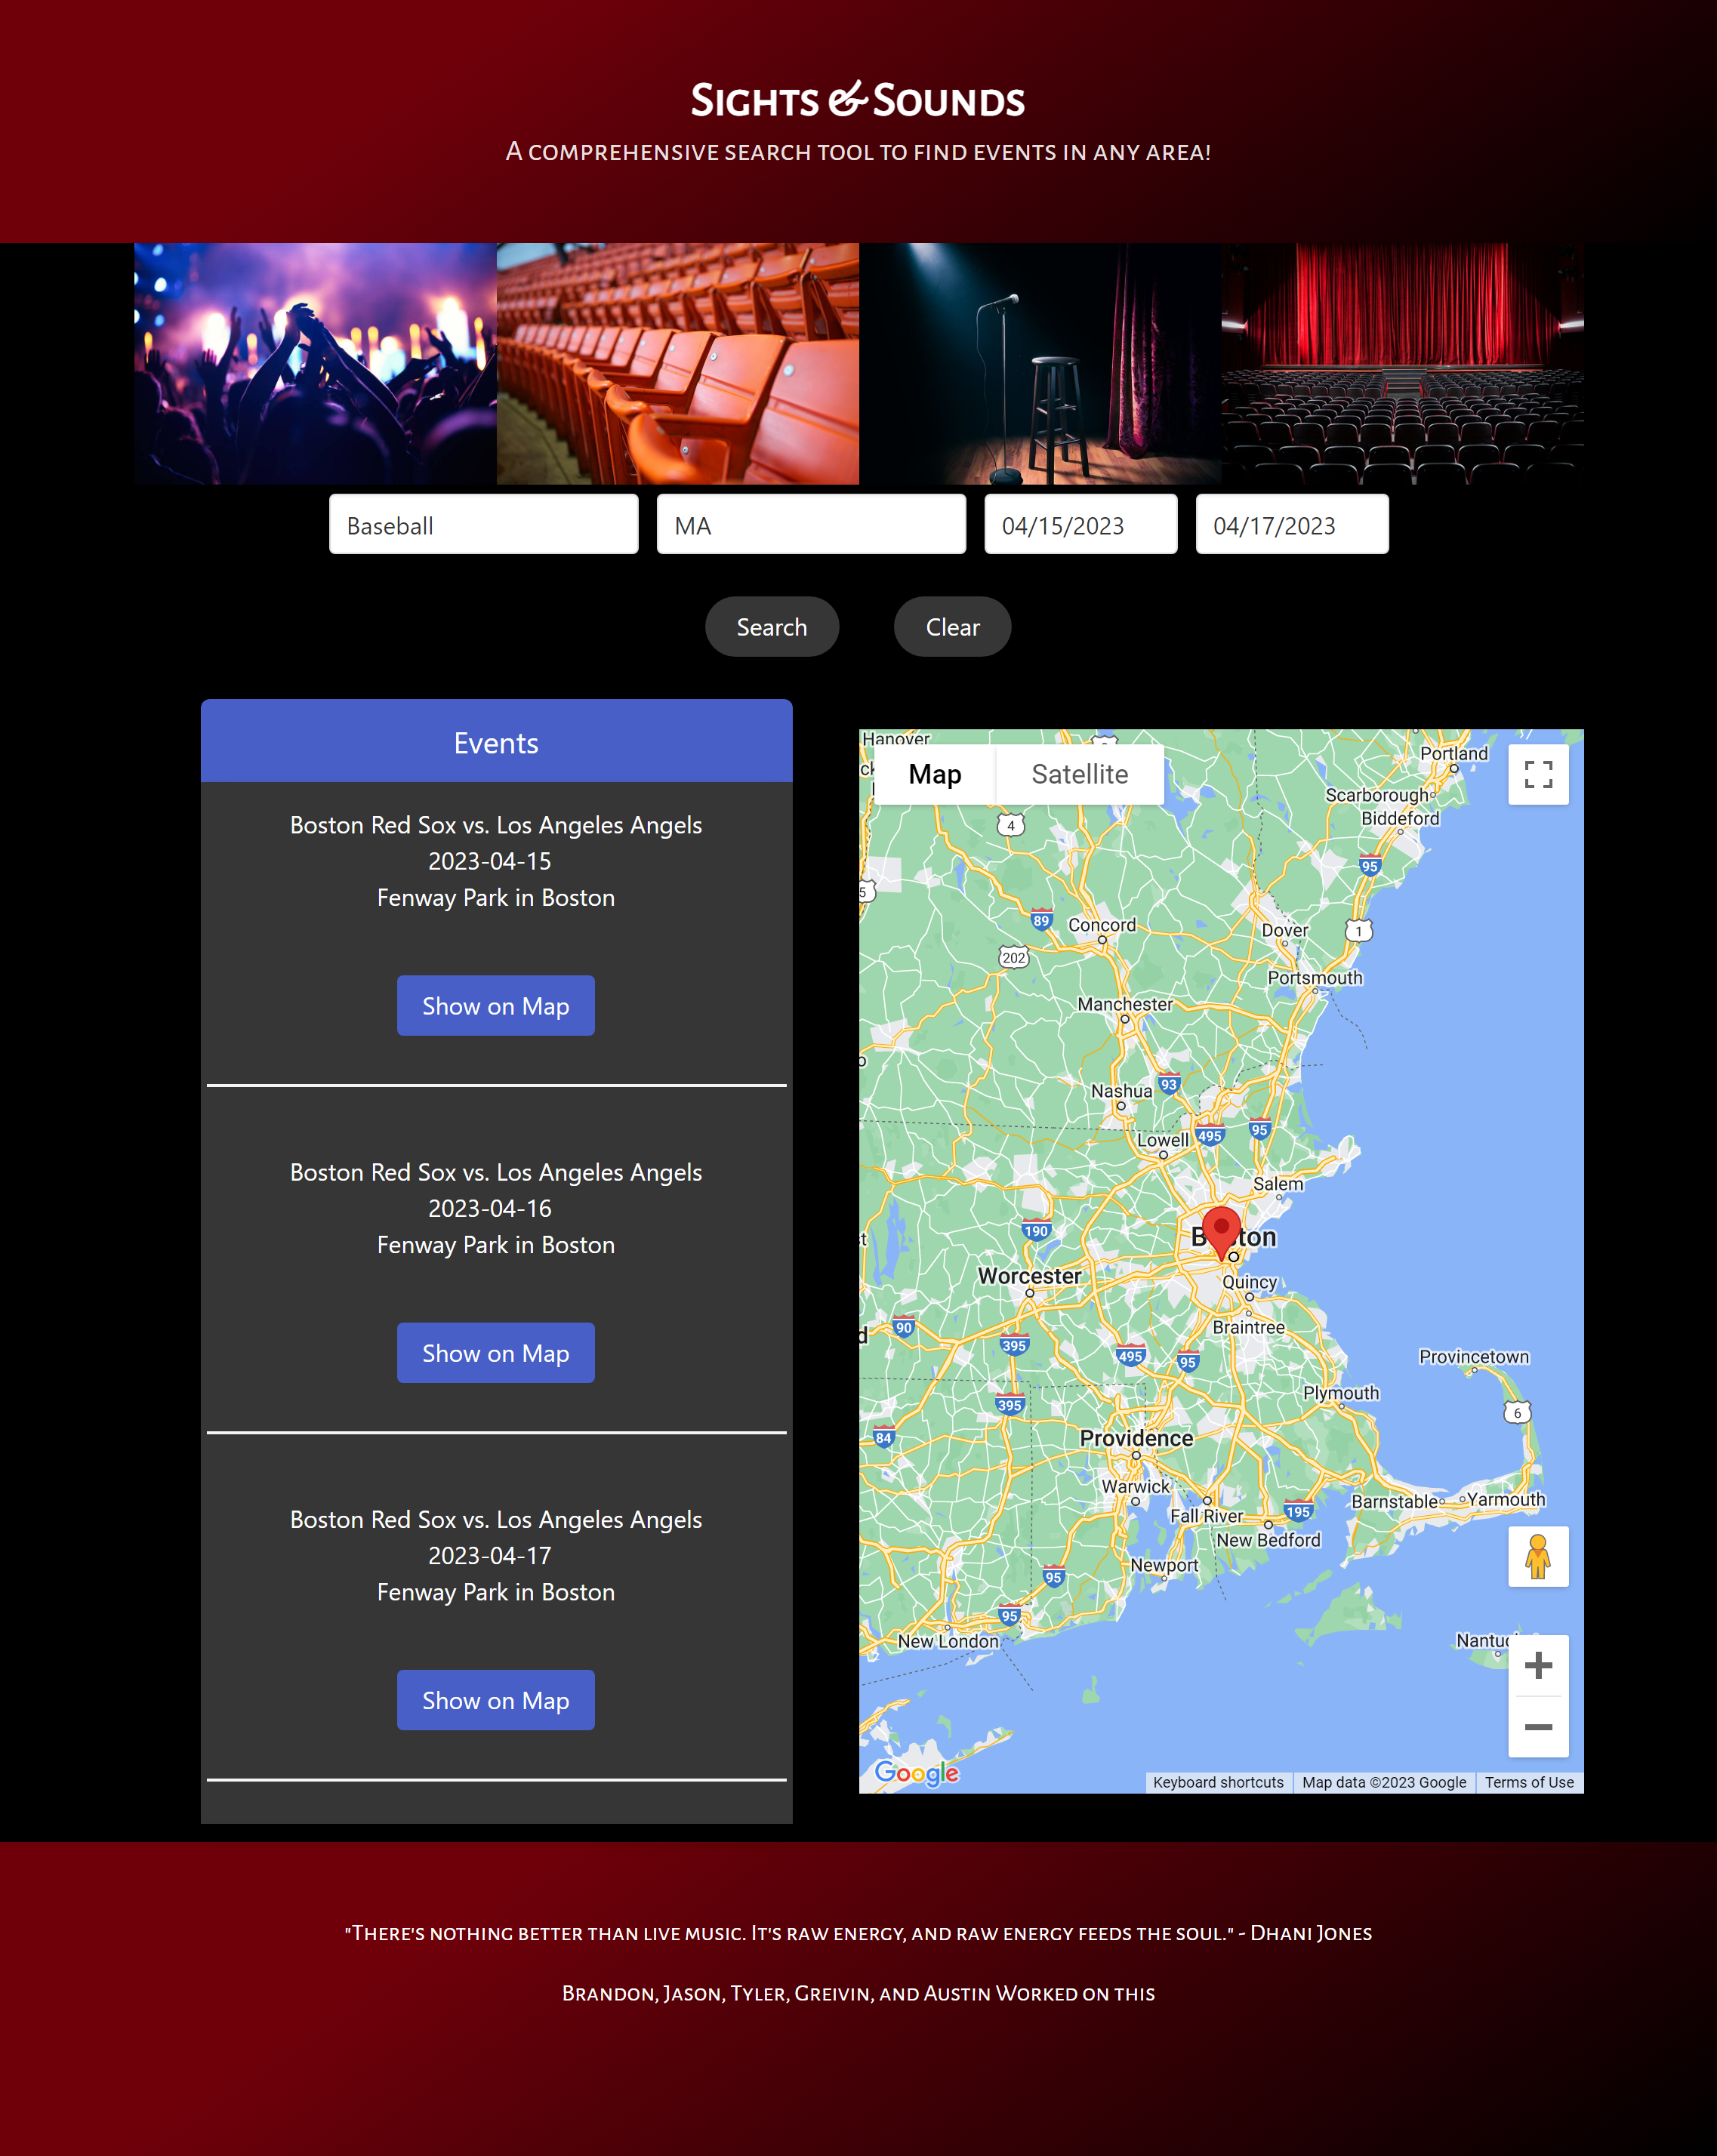 Sights & Sounds
A comprehensive search tool to find events in any area!
Baseball
MA
04/15/2023
04/17/2023
Search
Clear
Events
Boston Red Sox vs. Los Angeles Angels
2023-04-15
Fenway Park in Boston
Show on Map
Boston Red Sox vs. Los Angeles Angels
2023-04-16
Fenway Park in Boston
Show on Map
Boston Red Sox vs. Los Angeles Angels
2023-04-17
Fenway Park in Boston
Show on Map
Hanover
Map
Satellite
Portland
Scarborough
Biddeford
4
95
5
89
Concord
Dover
1
202
Portsmouth
Manchester
Nashua
93
Lowell
495
95
Salem
190
Boston
Worcester
Quincy
90
395
495
95
Braintree
Provincetown
395
Plymouth
6
84
Providence
Warwick
Fall River
195
Barnstable
Yarmouth
New Bedford
Newport
95
95
New London
Google
Keyboard shortcuts
Map data ©2023 Google
Terms of Use
"There's nothing better than live music. It's raw energy, and raw energy feeds the soul." - Dhani Jones
Brandon, Jason, Tyler, Greivin, and Austin Worked on this